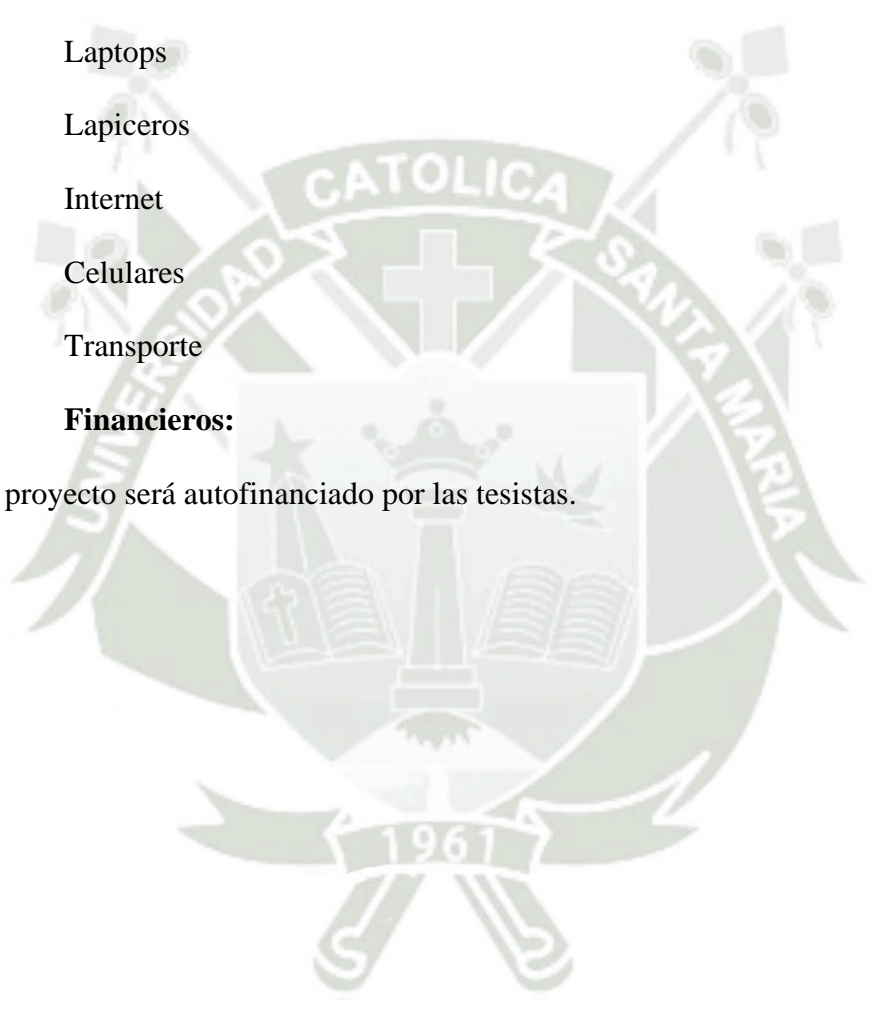 Laptops
Lapiceros
Internet
Celulares
Transporte
Financieros:
proyecto será autofinanciado por las tesistas.
UNIVERSIDAD CATOLICA SANTA MARIA
1961